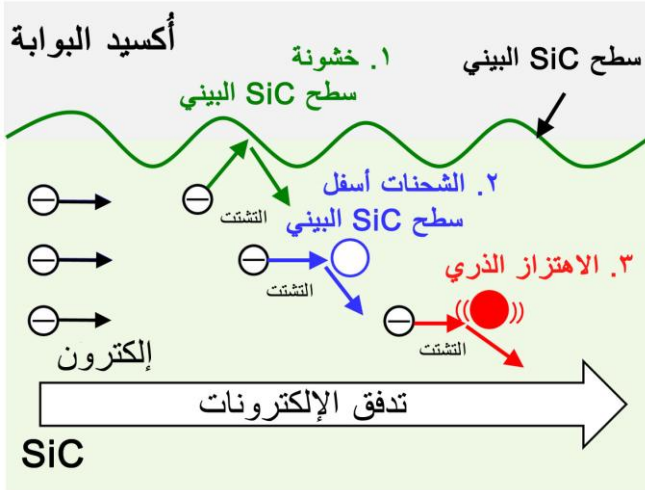 أُكسيد البوابة
١. خشونة
سطح SiC البيني
سطح SiC البيني
٢. الشحنات أسفل
سطح SiC البيني
٣. الاهتزاز الذري
التشتت
التشتت
التشتت
إلكترون
تدفق الإلكترونات
SiC